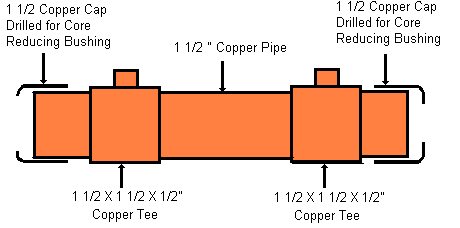 1 1/2 Copper Cap
Drilled for Core
Reducing Bushing
1 1/2 " Copper Pipe
1 1/2 Copper Cap
Drilled for Core
Reducing Bushing
1 1/2 X 1 1/2 X 1/2"
Copper Tee
1 1/2 X 1 1/2 X 1/2"
Copper Tee